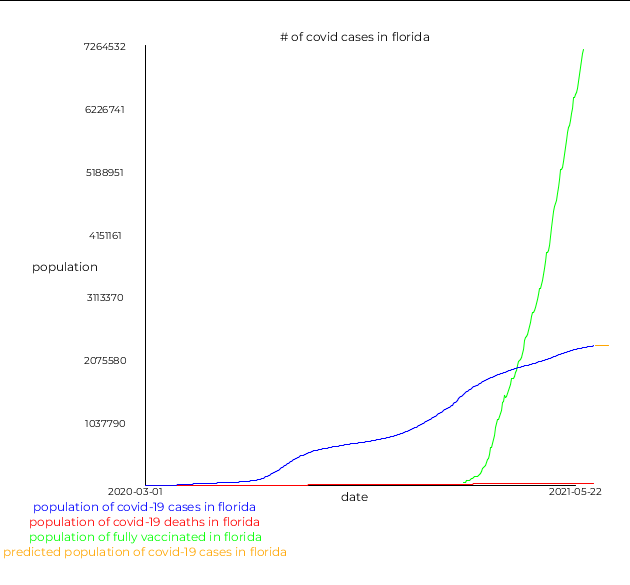 # of covid cases in florida
7264532
6226741
5188951
4151161
population
3113370
2075580
1037790
2020-03-01
date
2021-05-22
population of covid-19 cases in florida
population of covid-19 deaths in florida
population of fully vaccinated in florida
predicted population of covid-19 cases in florida